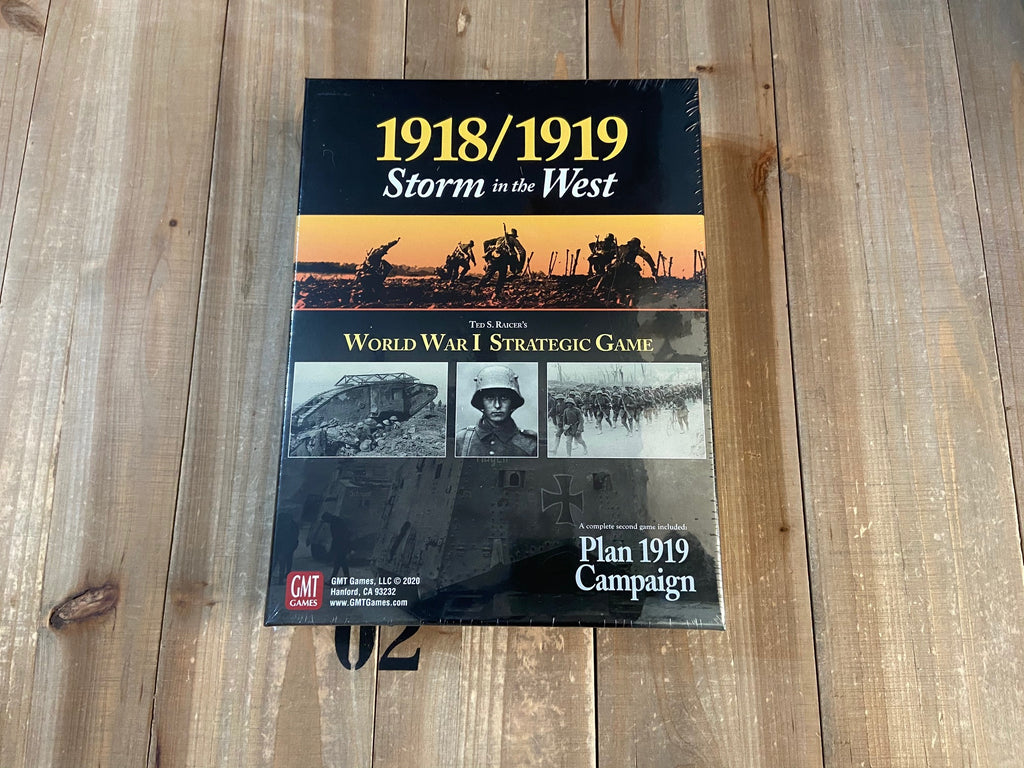 1918/1919
Storm in the West
Ted S. Raicer's
World War I Strategic Game
A complete second game included:
Plan 1919
Campaign
GMT
GAMES
GMT Games, LLC © 2020
Hanford, CA 93232
www.GMTGames.com
02